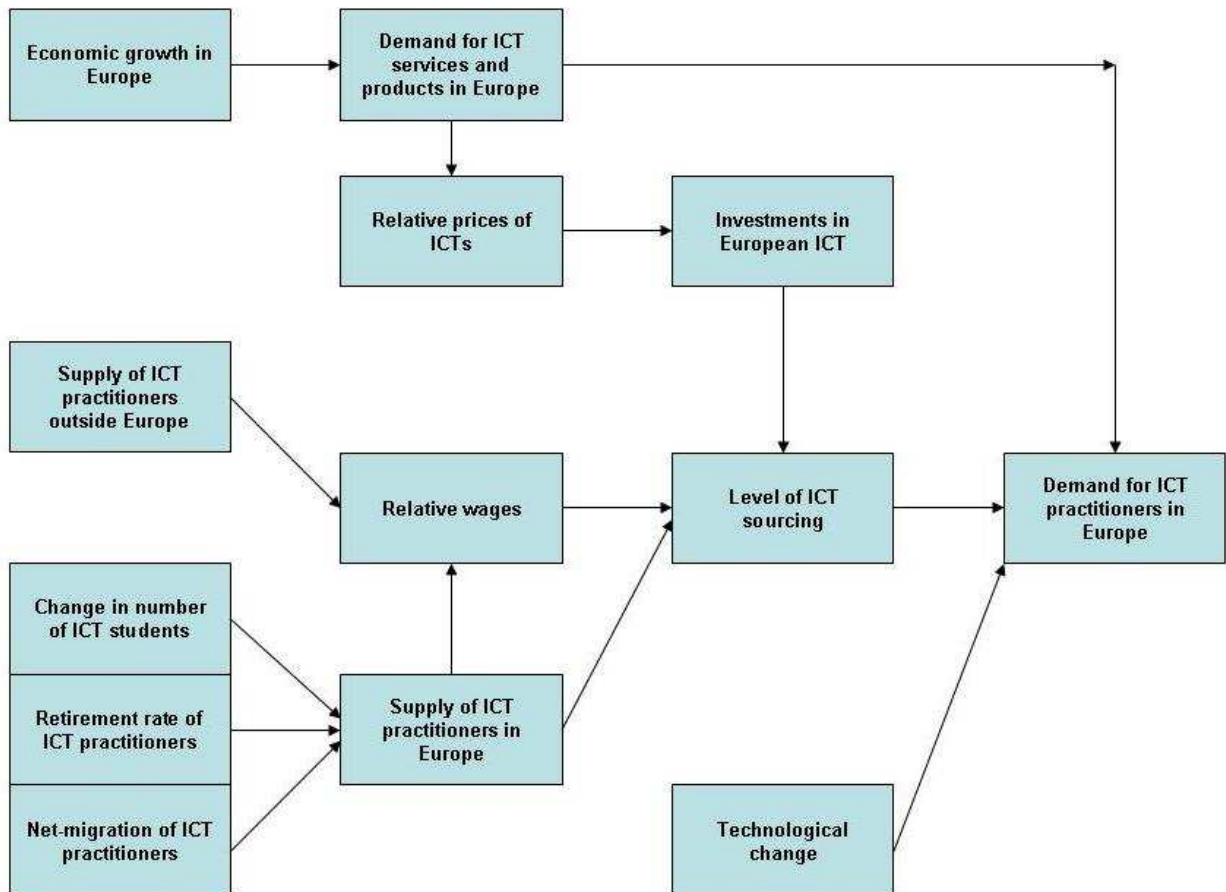 Economic growth in
Europe
Demand for ICT
services and
products in Europe
Relative prices of
ICTs
Investments in
European ICT
Supply of ICT
practitioners
outside Europe
Relative wages
Level of ICT
sourcing
Demand for ICT
practitioners in
Europe
Change in number
of ICT students
Retirement rate of
ICT practitioners
Supply of ICT
practitioners in
Europe
Net-migration of ICT
practitioners
Technological
change